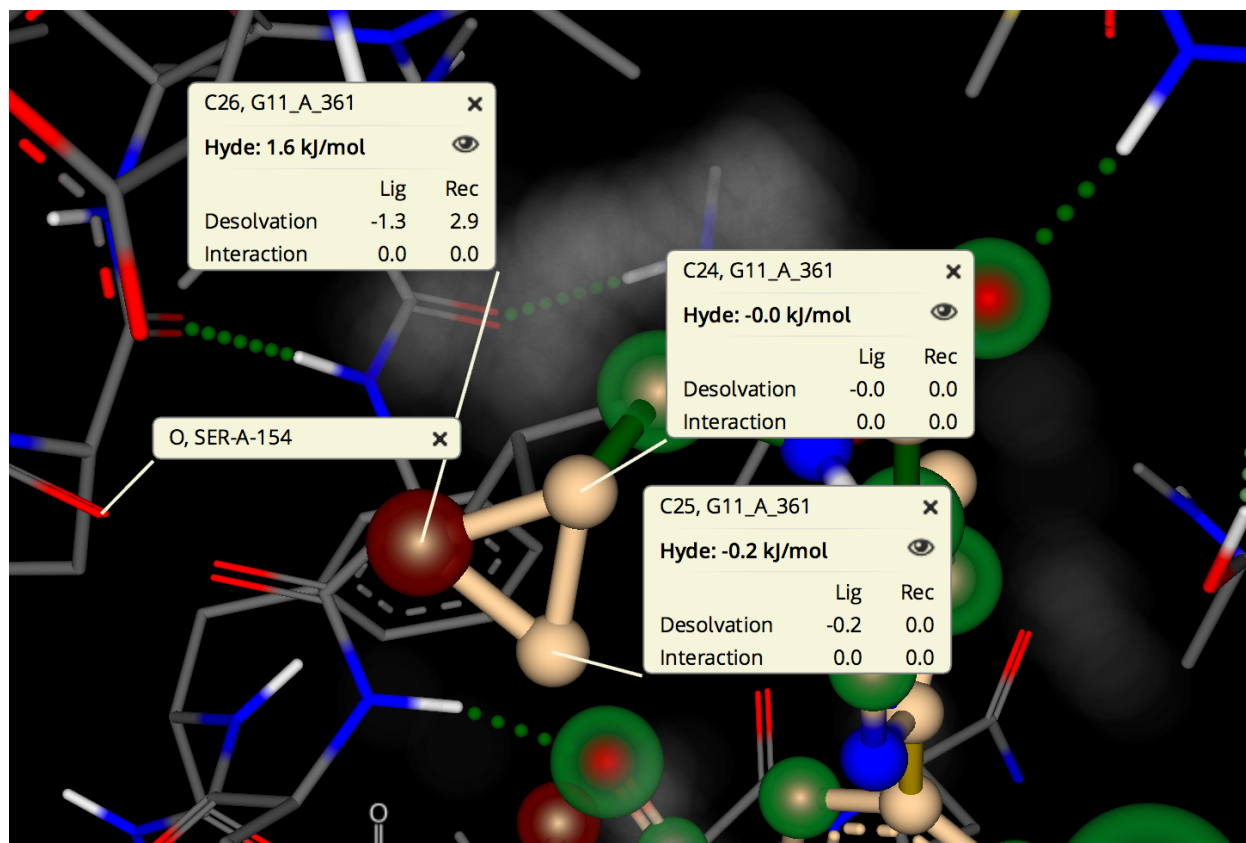 C26, G11_A_361
Hyde: 1.6 kJ/mol
Lig Rec
Desolvation -1.3 2.9
Interaction 0.0 0.0
C24, G11_A_361
Hyde: -0.0 kJ/mol
Lig Rec
Desolvation -0.0 0.0
Interaction 0.0 0.0
O, SER-A-154
C25, G11_A_361
Hyde: -0.2 kJ/mol
Lig Rec
Desolvation -0.2 0.0
Interaction 0.0 0.0
O